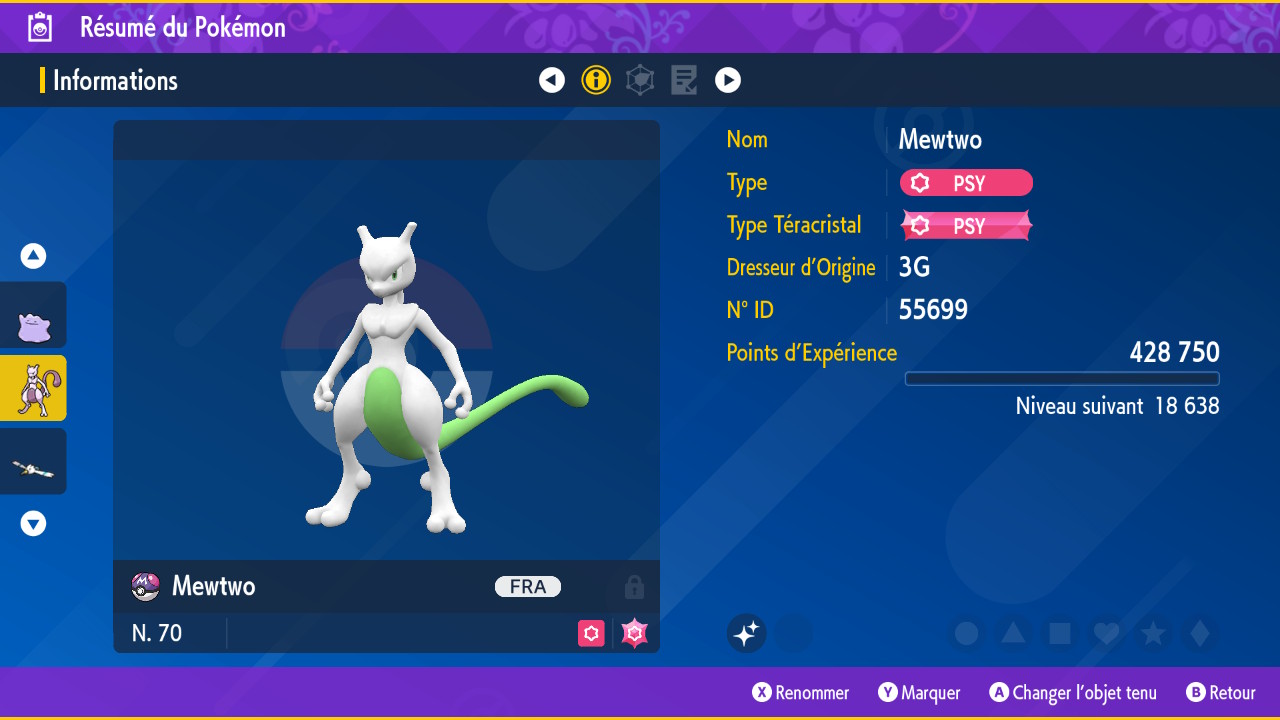 Résumé du Pokémon
Informations
Nom Mewtwo
Type PSY
Type Téracristal PSY
Dresseur d'Origine 3G
N° ID 55699
Points d'Expérience 428 750
Niveau suivant 18 638
Mewtwo FRA
N. 70
X Renommer Y Marquer A Changer l'objet tenu B Retour